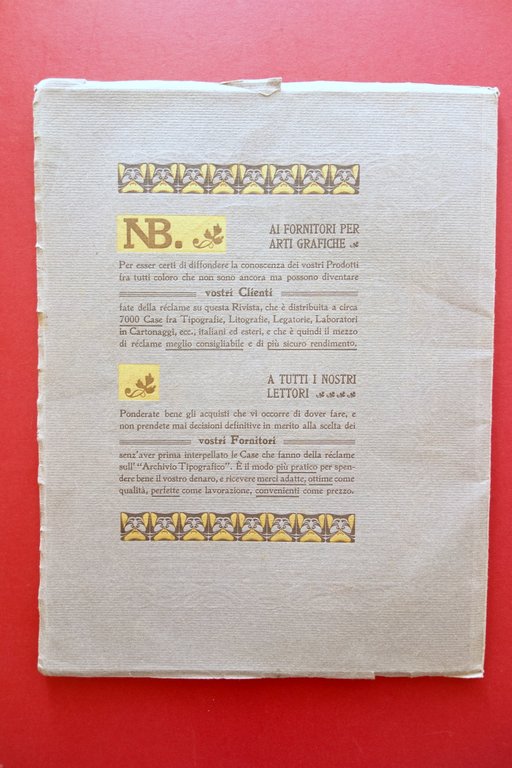 NB.
AI FORNITORI PER
ARTI GRAFICHE
Per esser certi di diffondere la conoscenza dei vostri Prodotti
fra tutti coloro che non sono ancora ma possono diventare
vostri Clienti
fate della réclame su questa Rivista, che è distribuita a circa
7000 Case fra Tipografie, Litografie, Legatorie, Laboratori
in Cartonaggi, ecc., italiani ed esteri, e che è quindi il mezzo
di réclame meglio consigliabile e di più sicuro rendimento.
A TUTTI I NOSTRI
LETTORI
Ponderate bene gli acquisti che vi occorre di dover fare, e
non prendete mai decisioni definitive in merito alla scelta dei
vostri Fornitori
senz'aver prima interpellato le Case che fanno della réclame
sull' "Archivio Tipografico". È il modo più pratico per spen-
dere bene il vostro denaro, e ricevere merci adatte, ottime come
qualità, perfette come lavorazione, convenienti come prezzo.